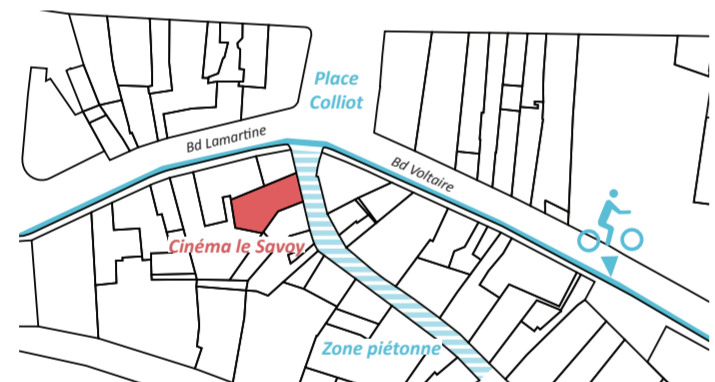 Place
Colliot
Bd Lamartine
Bd Voltaire
Cinéma le Savoy
Zone piétonne